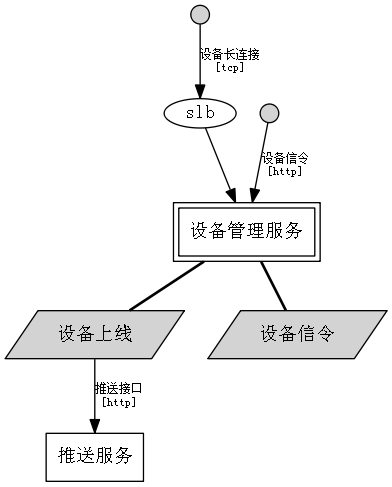 设备长连接
[tcp]
slb
设备信令
[http]
设备管理服务
设备上线
设备信令
推送接口
[http]
推送服务